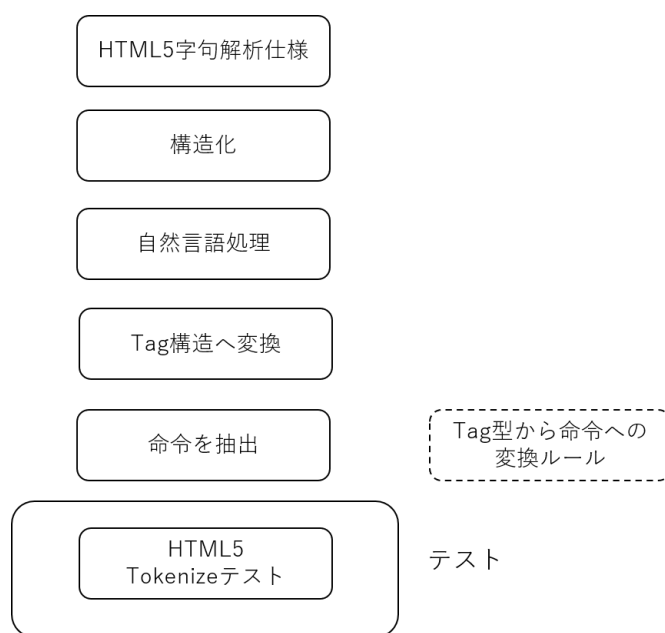 HTML5字句解析仕様
構造化
自然言語処理
Tag構造へ変換
命令を抽出
Tag型から命令への
変換ルール
HTML5
Tokenizeテスト
テスト